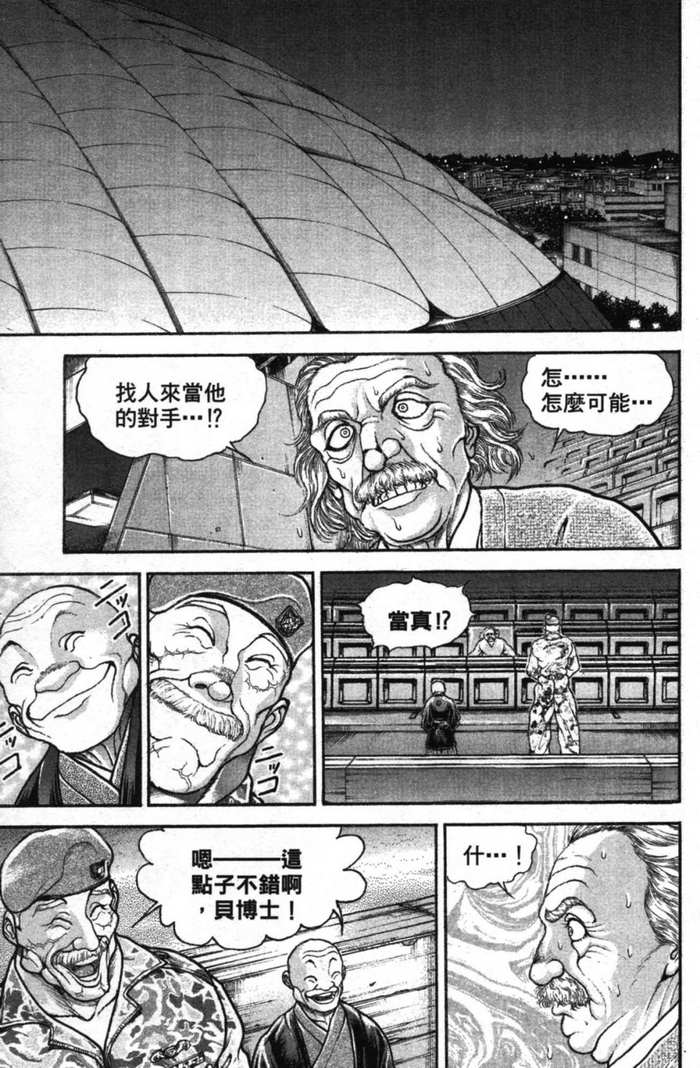 怎⋯⋯
怎麼可能⋯
找人來當他
的對手⋯!?
當真!?
ニッコ
ニッコ
什⋯!
嗯———這
點子不錯啊
，貝博士!